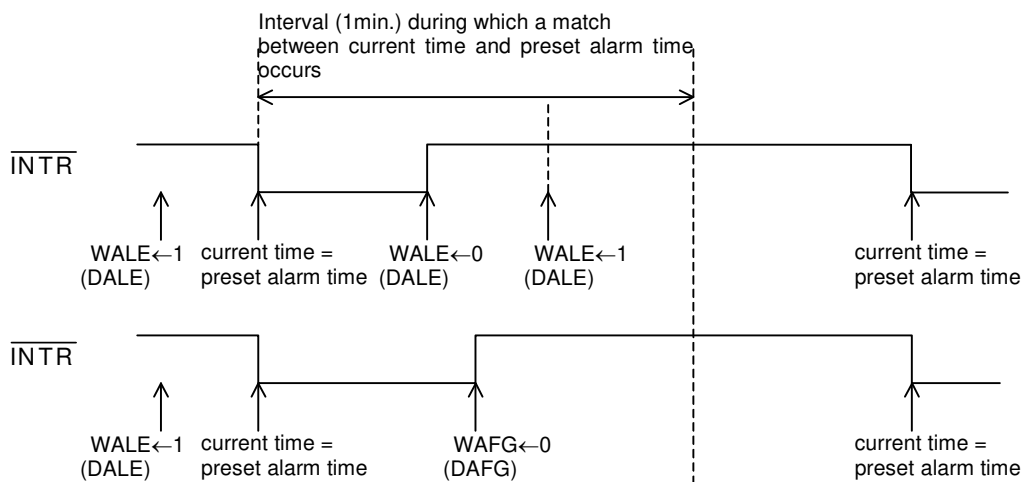 Interval (1min.) during which a match
between current time and preset alarm time
occurs
INTR
WALE←1 current time = WALE←0 WALE←1 current time =
(DALE) preset alarm time (DALE) (DALE) preset alarm time
INTR
WALE←1 current time = WAFG←0 current time =
(DALE) preset alarm time (DAFG) preset alarm time